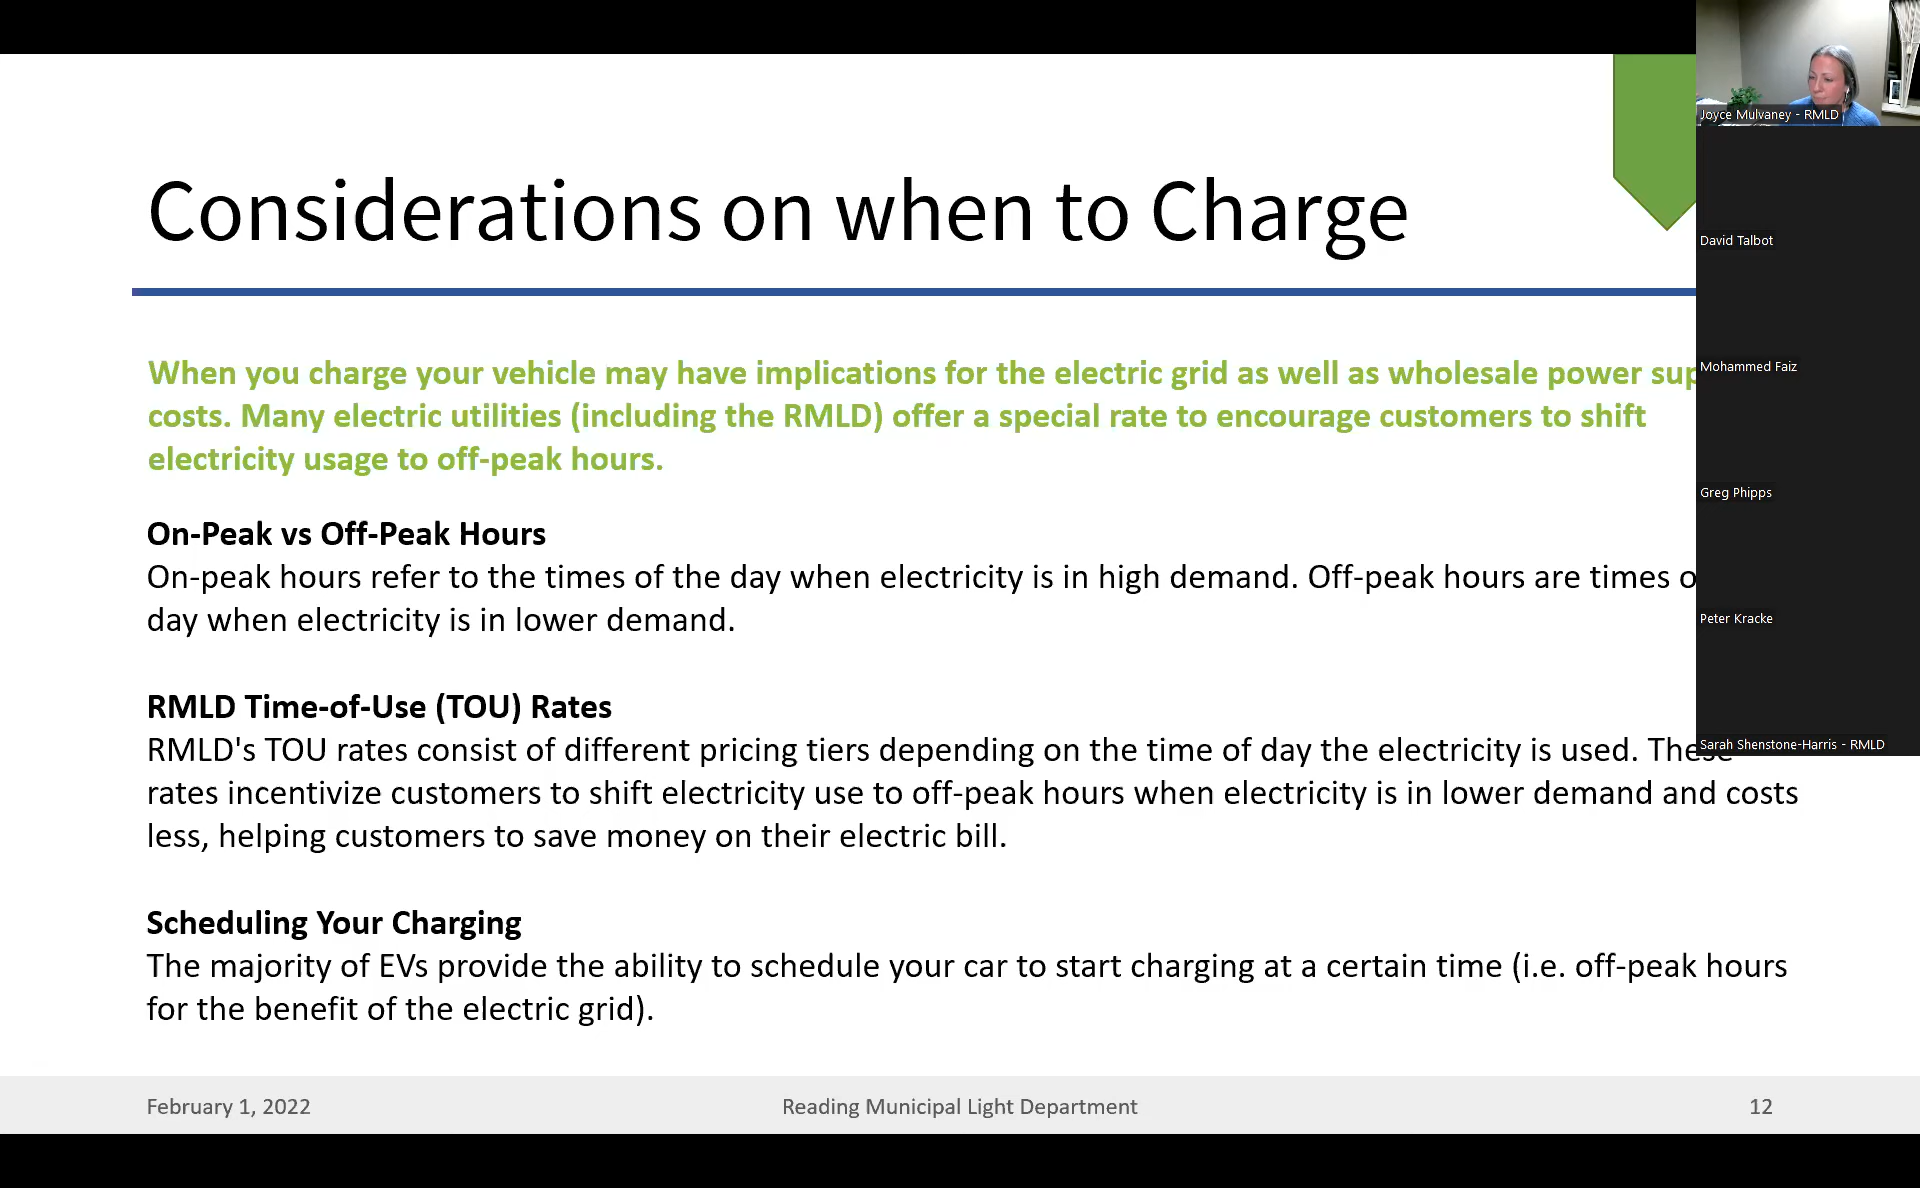 Considerations on when to Charge
When you charge your vehicle may have implications for the electric grid as well as wholesale power
costs. Many electric utilities (including the RMLD) offer a special rate to encourage customers to shift
electricity usage to off-peak hours.
On-Peak vs Off-Peak Hours
On-peak hours refer to the times of the day when electricity is in high demand. Off-peak hours are times
day when electricity is in lower demand.
RMLD Time-of-Use (TOU) Rates
RMLD's TOU rates consist of different pricing tiers depending on the time of day the electricity is used. These
rates incentivize customers to shift electricity use to off-peak hours when electricity is in lower demand and costs
less, helping customers to save money on their electric bill.
Scheduling Your Charging
The majority of EVs provide the ability to schedule your car to start charging at a certain time (i.e. off-peak hours
for the benefit of the electric grid).
February 1, 2022
Reading Municipal Light Department
12
Joyce Mulvaney - RMLD
David Talbot
Mohammed Faiz
Greg Phipps
Peter Kracke
Sarah Shenstone-Harris - RMLD